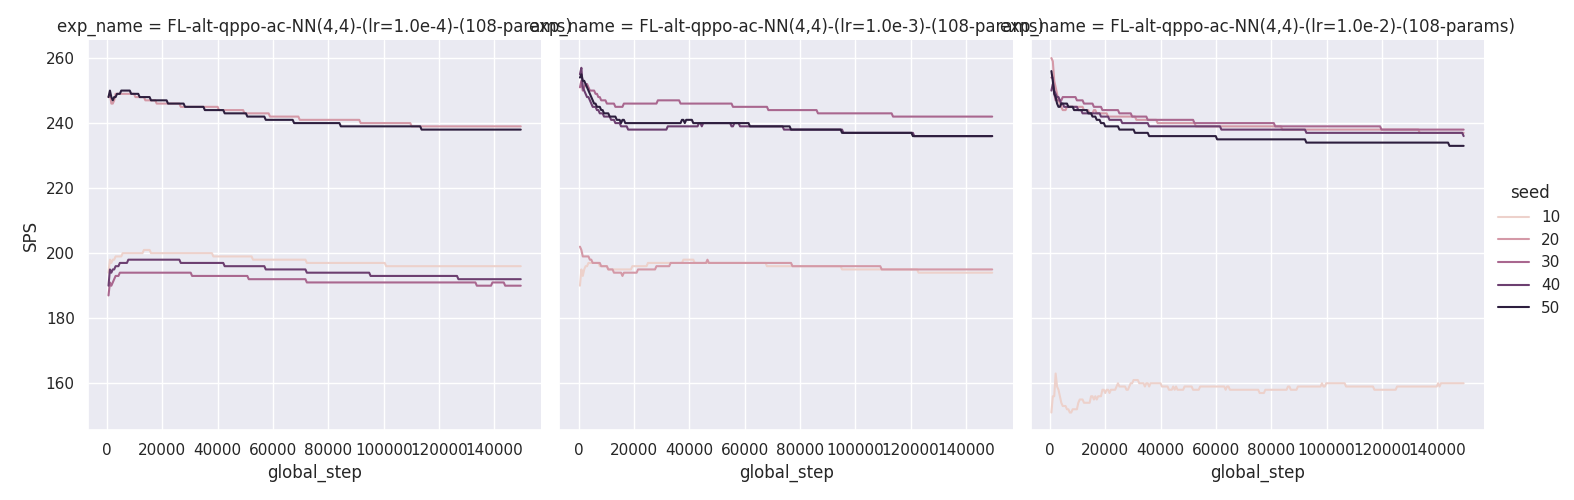 exp_name = FL-alt-qppo-ac-NN(4,4)-(lr=1.0e-4)-(108-params)
exp_name = FL-alt-qppo-ac-NN(4,4)-(lr=1.0e-3)-(108-params)
exp_name = FL-alt-qppo-ac-NN(4,4)-(lr=1.0e-2)-(108-params)
260
240
220
200
180
160
SPS
0 20000 40000 60000 80000 100000 120000 140000
0 20000 40000 60000 80000 100000 120000 140000
0 20000 40000 60000 80000 100000 120000 140000
global_step
global_step
global_step
seed
10
20
30
40
50